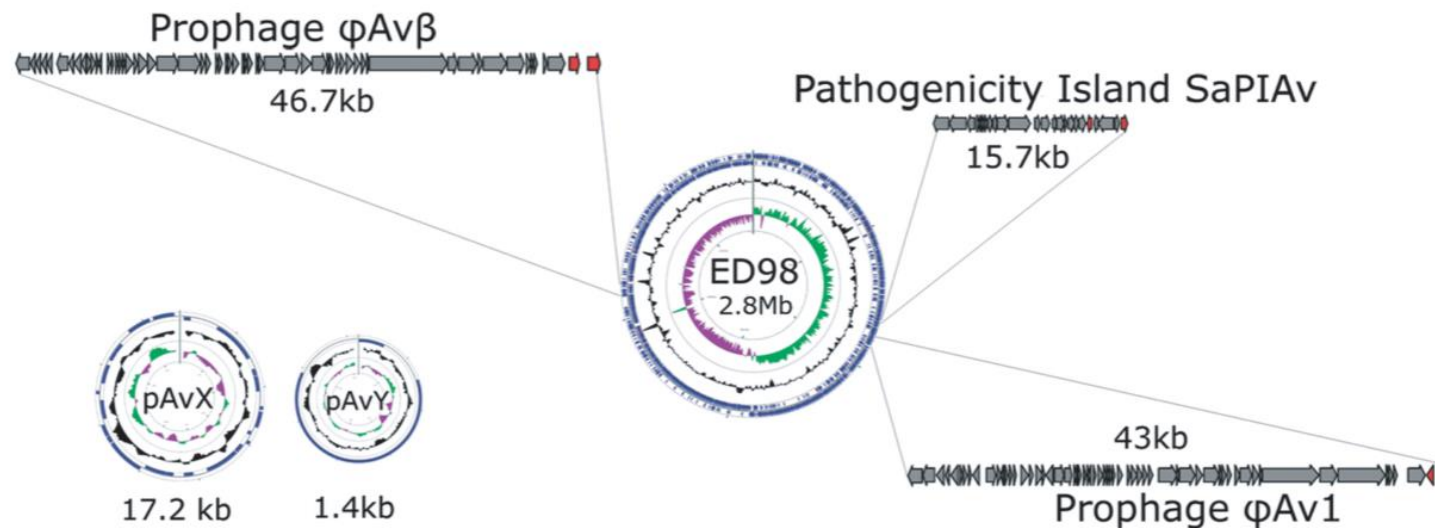 Prophage φAvβ
46.7kb
Pathogenicity Island SaPIAv
15.7kb
ED98
2.8Mb
pAvX
17.2 kb
pAvY
1.4kb
43kb
Prophage φAv1